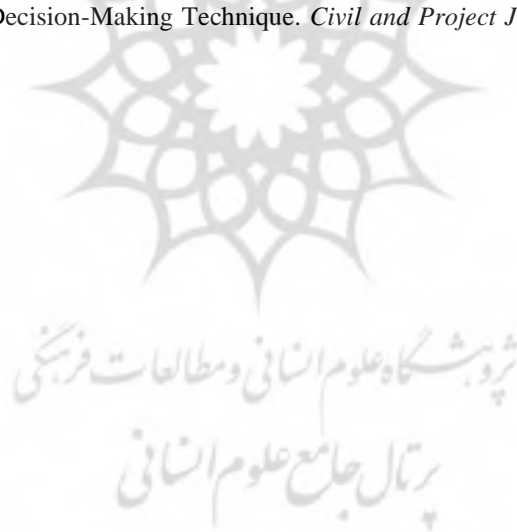 Decision-Making Technique. Civil and Project J
پژوهشگاه علوم انسانی و مطالعات فرهنگی
پرتال جامع علوم انسانی